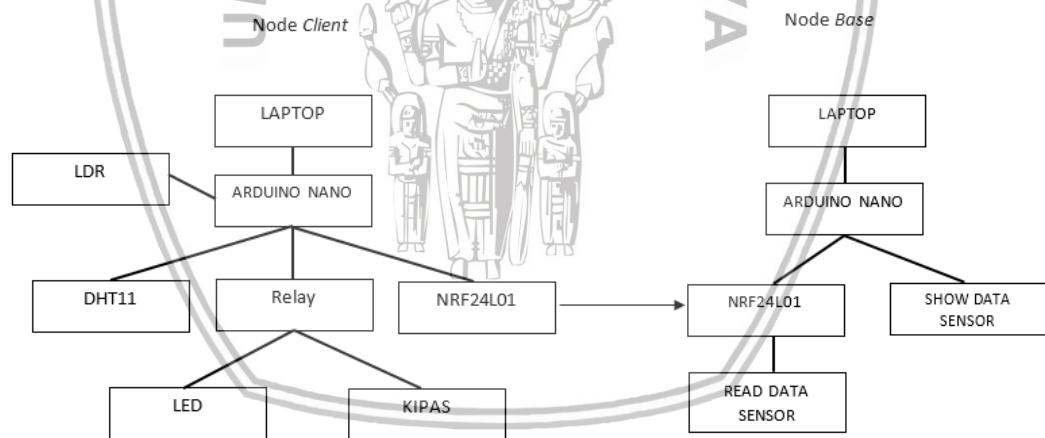 Node Client
Node Base
LAPTOP
LDR
ARDUINO NANO
DHT11
Relay
NRF24L01
LED
KIPAS
LAPTOP
ARDUINO NANO
NRF24L01
SHOW DATA
SENSOR
READ DATA
SENSOR